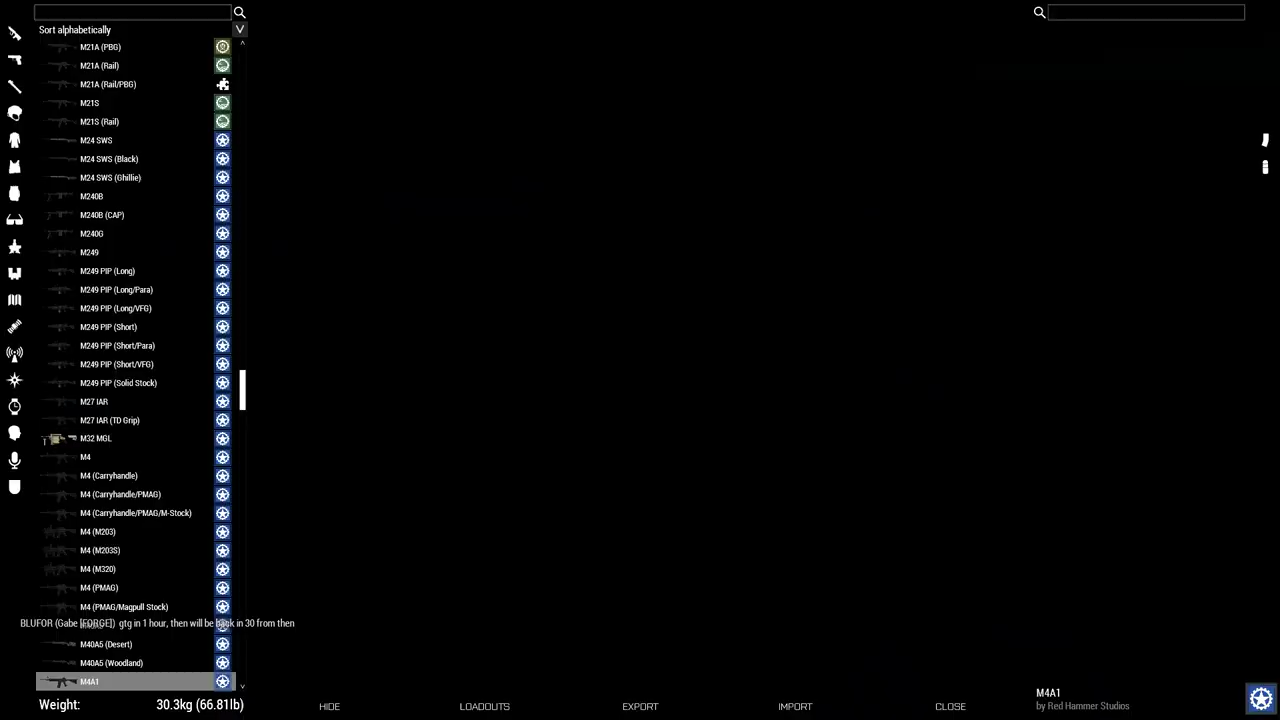 Sort alphabetically
M21A (PBG)
M21A (Rail)
M21A (Rail/PBG)
M21S
M21S (Rail)
M24 SWS
M24 SWS (Black)
M24 SWS (Ghillie)
M240B
M240B (CAP)
M240G
M249
M249 PIP (Long)
M249 PIP (Long/Para)
M249 PIP (Long/VFG)
M249 PIP (Short)
M249 PIP (Short/Para)
M249 PIP (Short/VFG)
M249 PIP (Solid Stock)
M27 IAR
M27 IAR (TD Grip)
M32 MGL
M4
M4 (Carryhandle)
M4 (Carryhandle/PMAG)
M4 (Carryhandle/PMAG/M-Stock)
M4 (M203)
M4 (M203S)
M4 (M320)
M4 (PMAG)
M4 (PMAG/Magpull Stock)
BLUFOR (Gabe [FORGE]) gtg in 1 hour, then will be back in 30 from then
M40A5 (Desert)
M40A5 (Woodland)
M4A1
Weight: 30.3kg (66.81lb)
HIDE
LOADOUTS
EXPORT
IMPORT
CLOSE
M4A1
by Red Hammer Studios